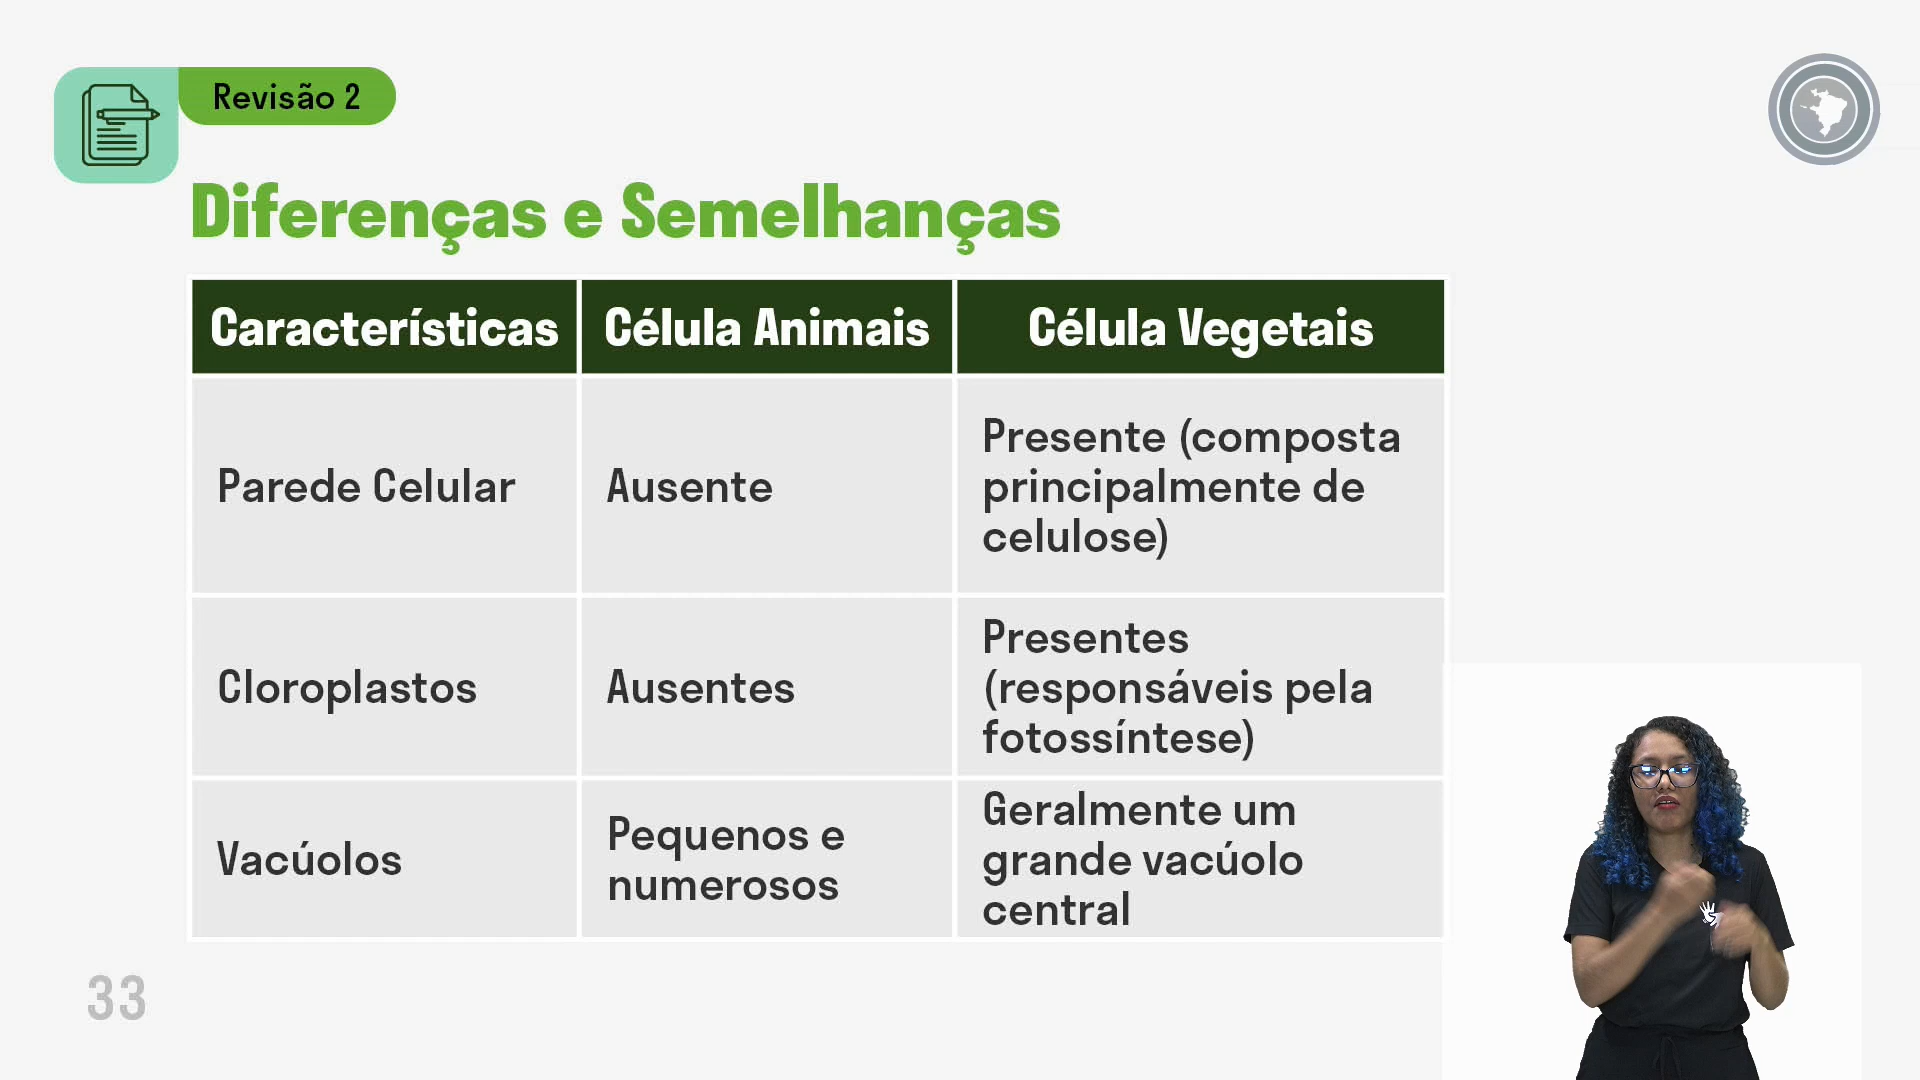 Revisão 2
Diferenças e Semelhanças
Características
Célula Animais
Célula Vegetais
Parede Celular
Ausente
Presente (composta
principalmente de
celulose)
Cloroplastos
Ausentes
Presentes
(responsáveis pela
fotossíntese)
Vacúolos
Pequenos e
numerosos
Geralmente um
grande vacúolo
central
33